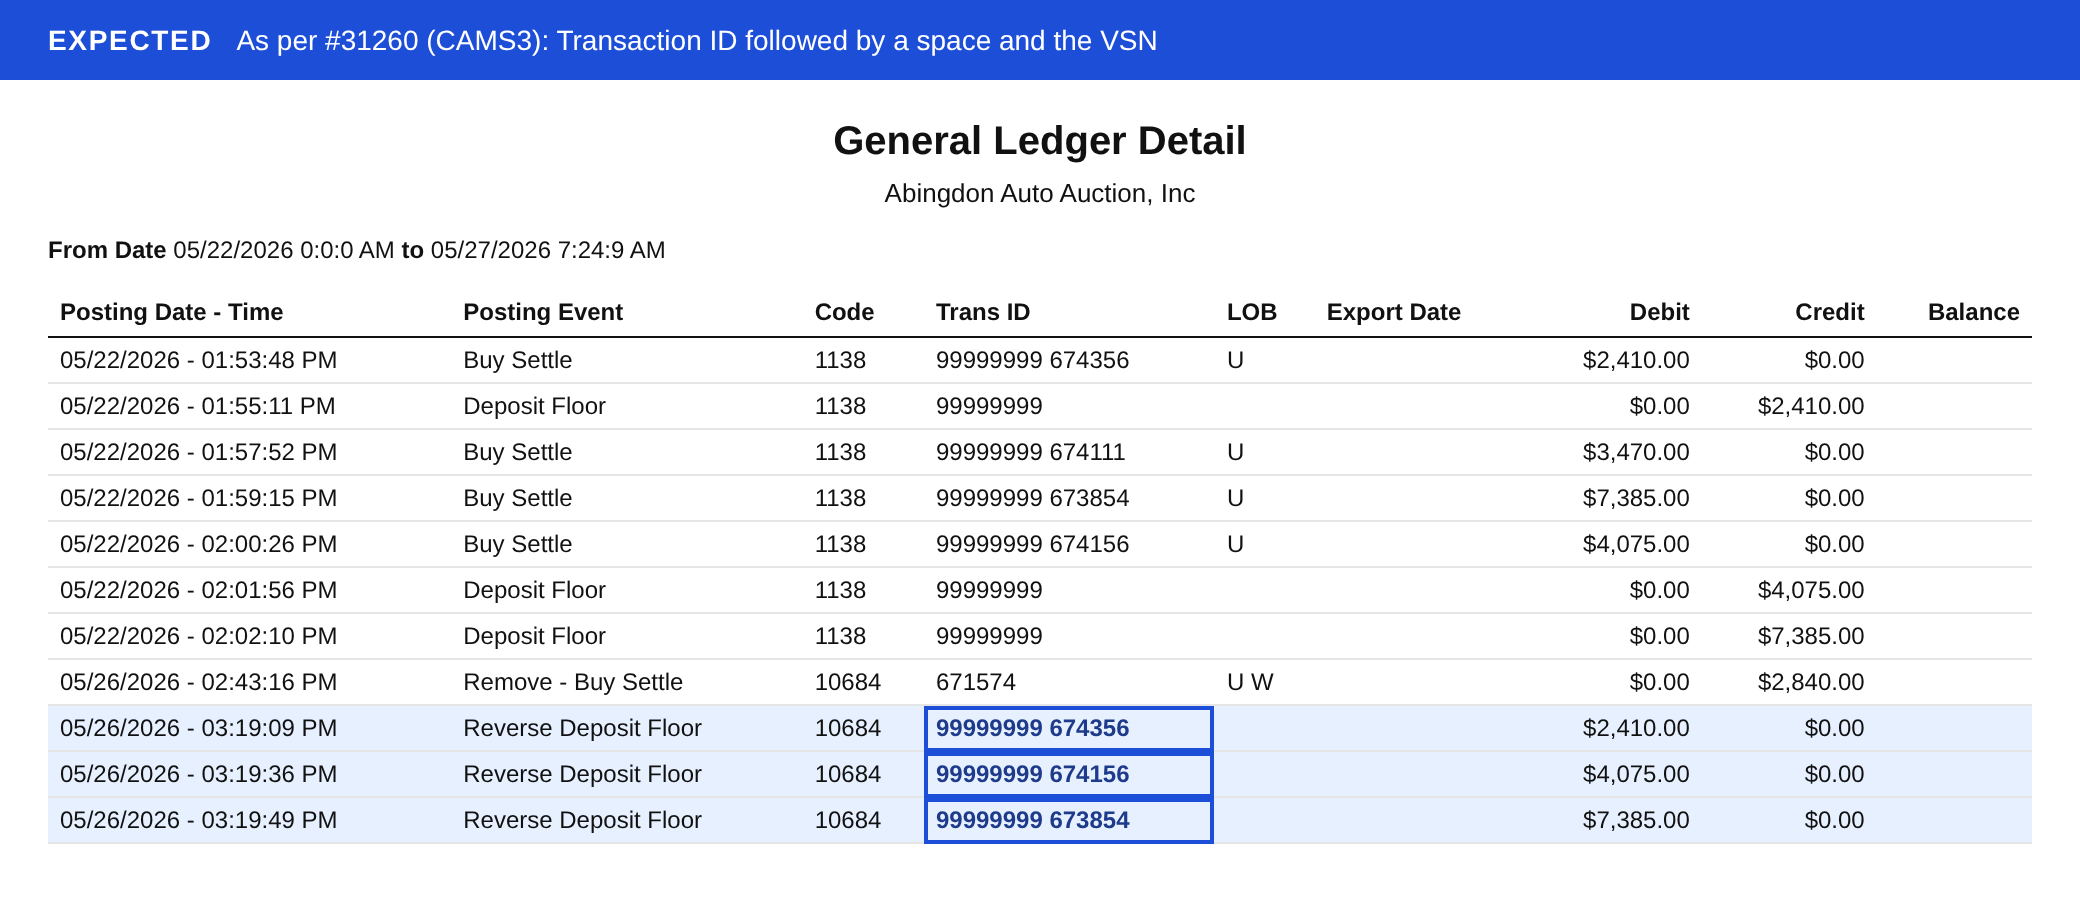 EXPECTED As per #31260 (CAMS3): Transaction ID followed by a space and the VSN
General Ledger Detail
Abingdon Auto Auction, Inc
From Date 05/22/2026 0:0:0 AM to 05/27/2026 7:24:9 AM
Posting Date - Time Posting Event Code Trans ID LOB Export Date Debit Credit Balance
05/22/2026 - 01:53:48 PM Buy Settle 1138 99999999 674356 U $2,410.00 $0.00
05/22/2026 - 01:55:11 PM Deposit Floor 1138 99999999 $0.00 $2,410.00
05/22/2026 - 01:57:52 PM Buy Settle 1138 99999999 674111 U $3,470.00 $0.00
05/22/2026 - 01:59:15 PM Buy Settle 1138 99999999 673854 U $7,385.00 $0.00
05/22/2026 - 02:00:26 PM Buy Settle 1138 99999999 674156 U $4,075.00 $0.00
05/22/2026 - 02:01:56 PM Deposit Floor 1138 99999999 $0.00 $4,075.00
05/22/2026 - 02:02:10 PM Deposit Floor 1138 99999999 $0.00 $7,385.00
05/26/2026 - 02:43:16 PM Remove - Buy Settle 10684 671574 U W $0.00 $2,840.00
05/26/2026 - 03:19:09 PM Reverse Deposit Floor 10684 99999999 674356 $2,410.00 $0.00
05/26/2026 - 03:19:36 PM Reverse Deposit Floor 10684 99999999 674156 $4,075.00 $0.00
05/26/2026 - 03:19:49 PM Reverse Deposit Floor 10684 99999999 673854 $7,385.00 $0.00